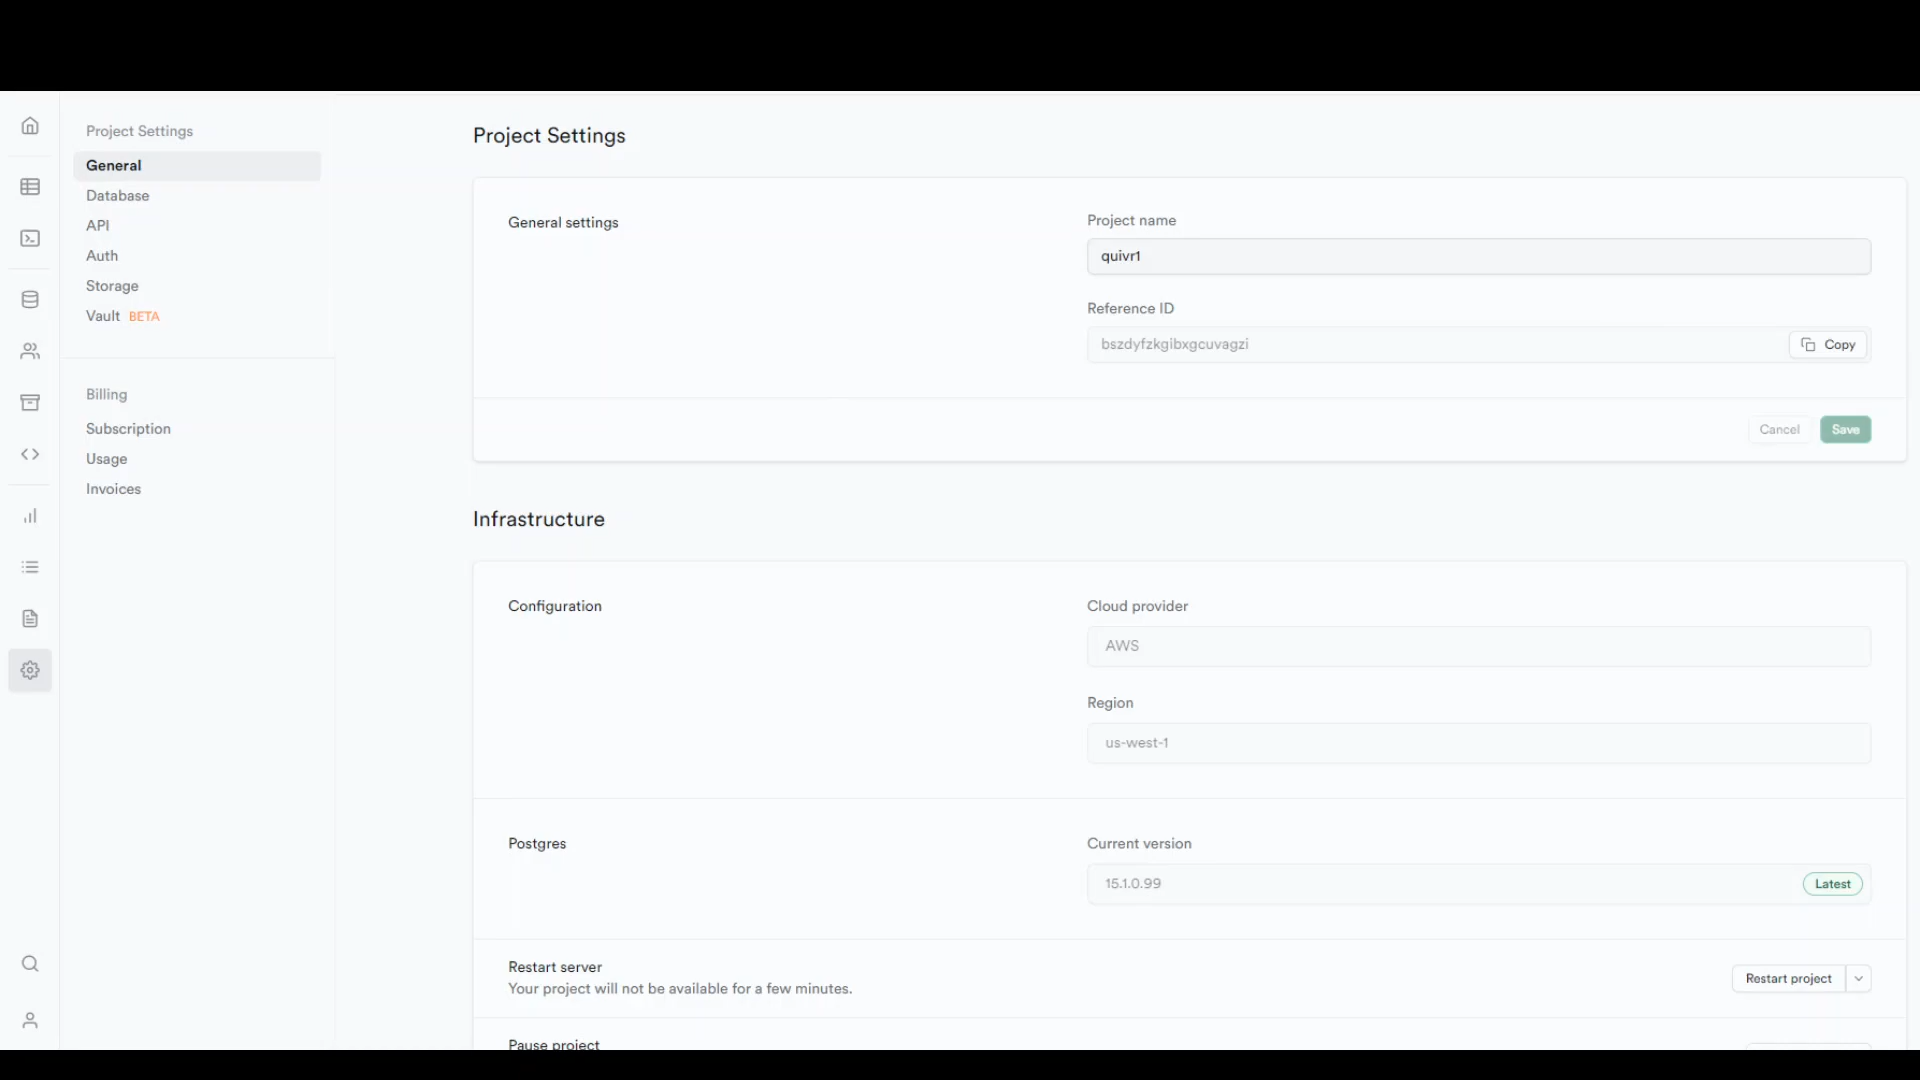 Project Settings
General
Database
API
Auth
Storage
Vault BETA
Billing
Subscription
Usage
Invoices
Project Settings
General settings
Project name
quivr1
Reference ID
bszdyfzkgibxgcuvagzi
Copy
Cancel
Save
Infrastructure
Configuration
Cloud provider
AWS
Region
us-west-1
Postgres
Current version
15.1.0.99
Latest
Restart server
Your project will not be available for a few minutes.
Restart project
Pause project